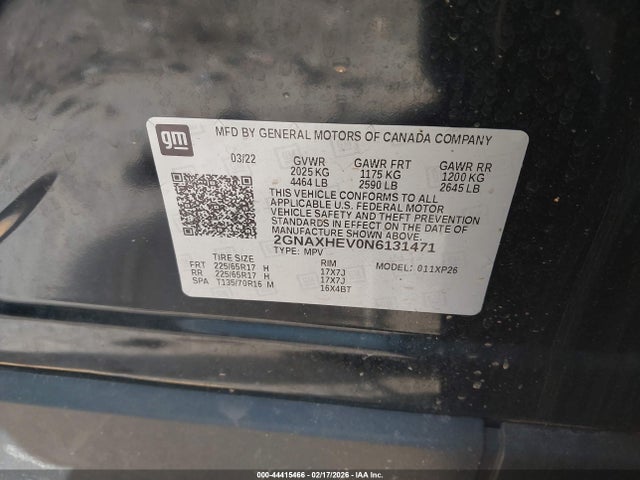 gm
MFD BY GENERAL MOTORS OF CANADA COMPANY
03/22 GVWR GAWR FRT GAWR RR
2025 KG 1175 KG 1200 KG
4464 LB 2590 LB 2645 LB
THIS VEHICLE CONFORMS TO ALL
APPLICABLE U.S. FEDERAL MOTOR
VEHICLE SAFETY AND THEFT PREVENTION
STANDARDS IN EFFECT ON THE DATE OF
MANUFACTURE SHOWN ABOVE.
2GNAXHEV0N6131471
TYPE: MPV
TIRE SIZE RIM MODEL: 011XP26
FRT 225/65R17 H 17X7J
RR 225/65R17 H 17X7J
SPA T135/70R16 M 16X4BT
000-44415466 - 02/17/2026 - IAA Inc.